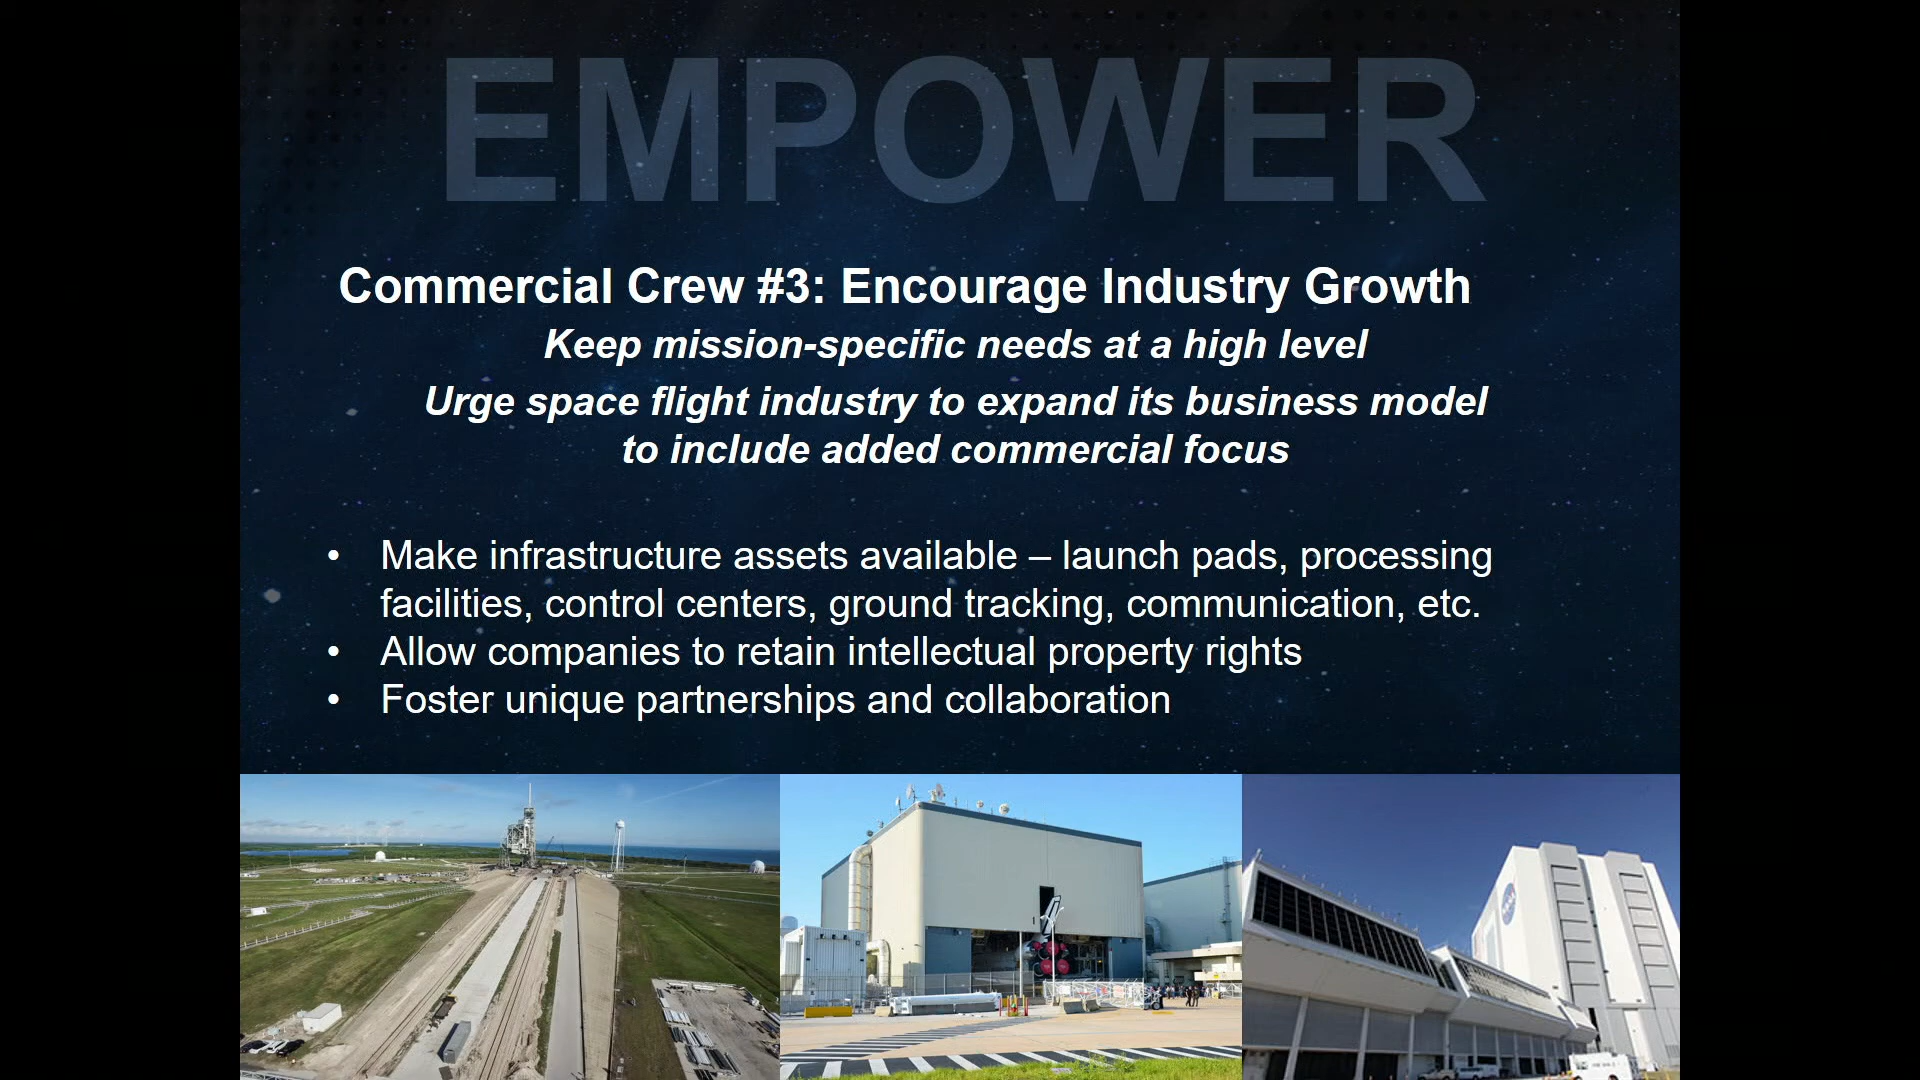 EMPOWER
Commercial Crew #3: Encourage Industry Growth
Keep mission-specific needs at a high level
Urge space flight industry to expand its business model
to include added commercial focus
• Make infrastructure assets available – launch pads, processing
facilities, control centers, ground tracking, communication, etc.
• Allow companies to retain intellectual property rights
• Foster unique partnerships and collaboration
NASA